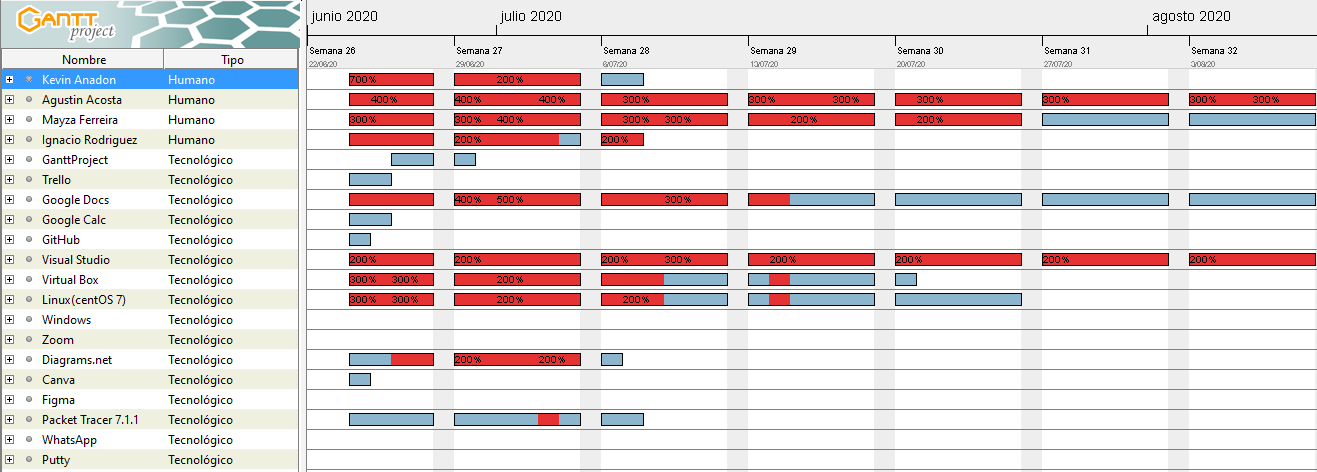 GANTT project
junio 2020 julio 2020 agosto 2020
Nombre Tipo
Semana 26 Semana 27 Semana 28 Semana 29 Semana 30 Semana 31 Semana 32
22/06/20 29/06/20 6/07/20 13/07/20 20/07/20 27/07/20 3/08/20
Kevin Anadon Humano 700% 200%
Agustin Acosta Humano 400% 400% 400% 300% 300% 300% 300% 300% 300% 300%
Mayza Ferreira Humano 300% 300% 400% 300% 300% 200% 200%
Ignacio Rodriguez Humano 200% 200%
GanttProject Tecnológico
Trello Tecnológico
Google Docs Tecnológico 400% 500% 300%
Google Calc Tecnológico
GitHub Tecnológico
Visual Studio Tecnológico 200% 200% 200% 300% 200% 200% 200% 200%
Virtual Box Tecnológico 300% 300% 200%
Linux(centOS 7) Tecnológico 300% 300% 200% 200%
Windows Tecnológico
Zoom Tecnológico
Diagrams.net Tecnológico 200% 200%
Canva Tecnológico
Figma Tecnológico
Packet Tracer 7.1.1 Tecnológico
WhatsApp Tecnológico
Putty Tecnológico